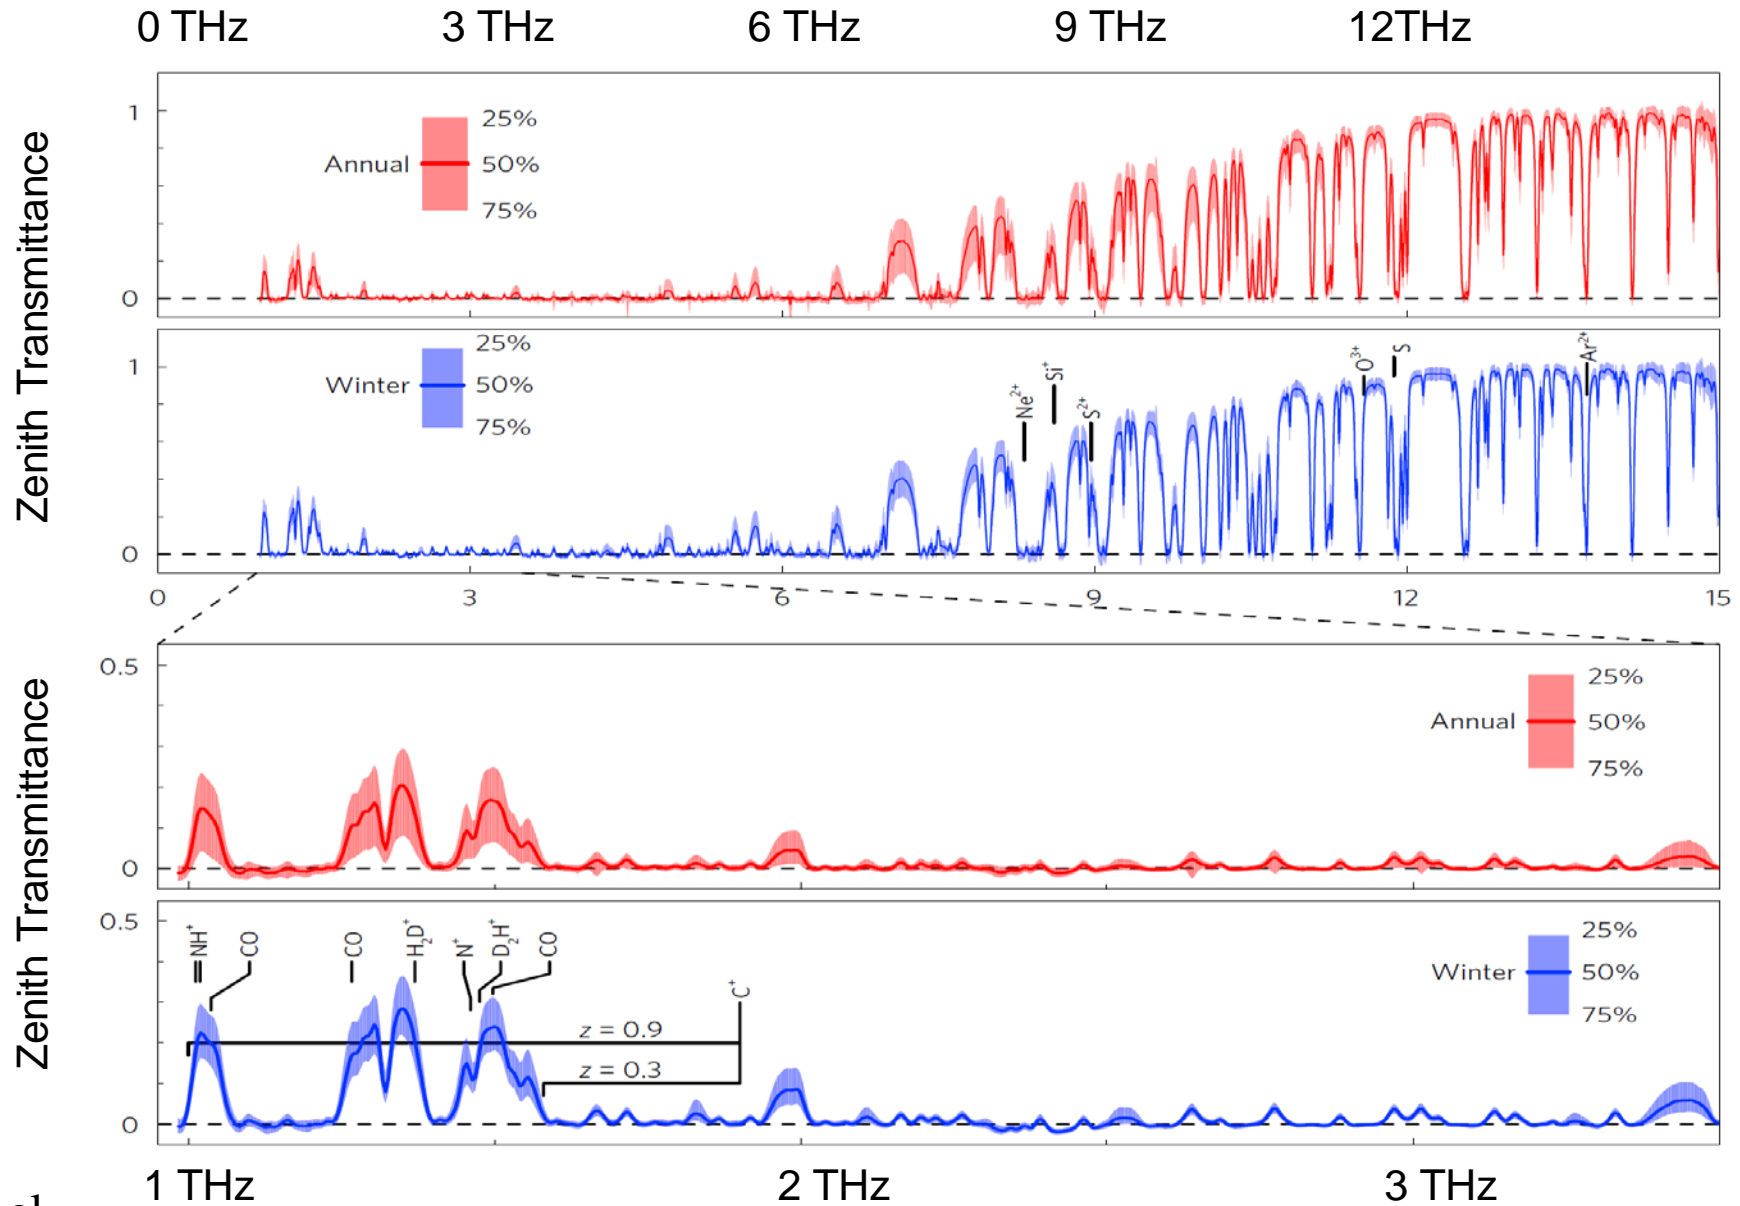 0 THz 3 THz 6 THz 9 THz 12THz
Zenith Transmittance
1
0
Annual
25%
50%
75%
Zenith Transmittance
1
0
Winter
25%
50%
75%
Ne²⁺ Si⁺ S²⁺ O³⁺ S Ar²⁺
0 3 6 9 12 15
Zenith Transmittance
0.5
0
Annual
25%
50%
75%
0.5
0
NH⁺ CO CO H₂D⁺ N⁺ D₂H⁺ CO C⁺
z = 0.9
z = 0.3
Winter
25%
50%
75%
1 THz 2 THz 3 THz